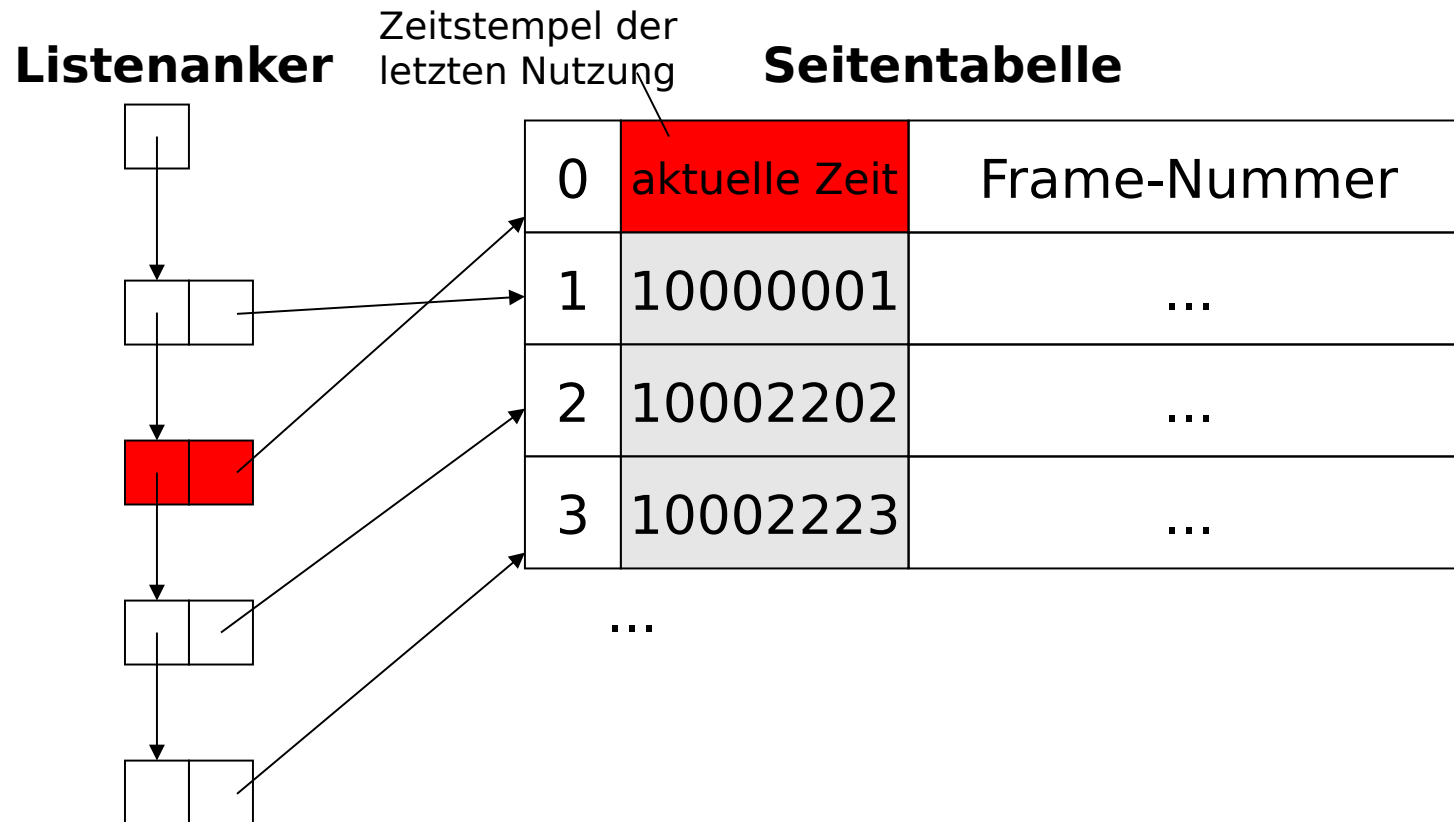 Zeitstempel der
letzten Nutzung
Listenanker
Seitentabelle
0 aktuelle Zeit Frame-Nummer
1 10000001 ...
2 10002202 ...
3 10002223 ...
...